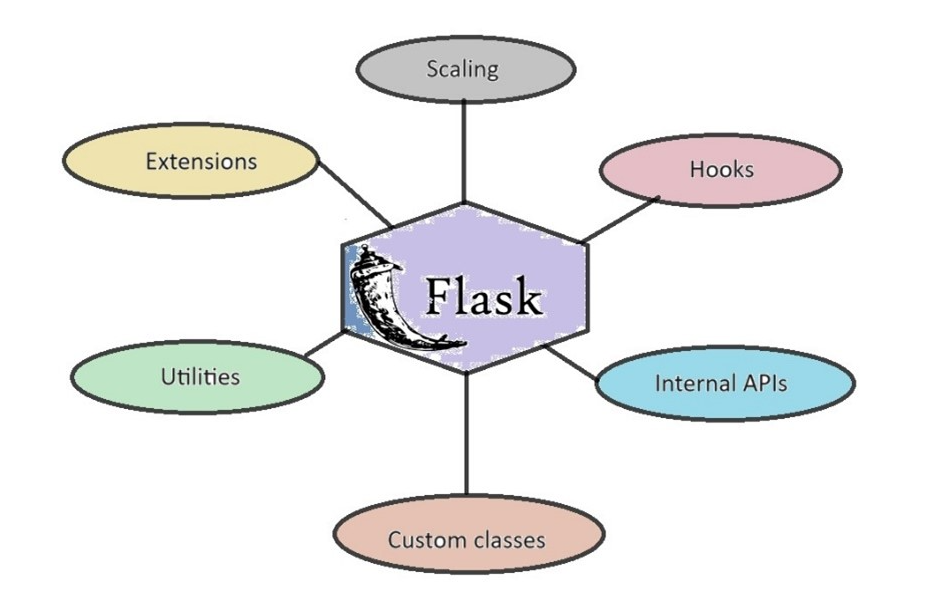 Scaling
Extensions
Hooks
Flask
Utilities
Internal APIs
Custom classes